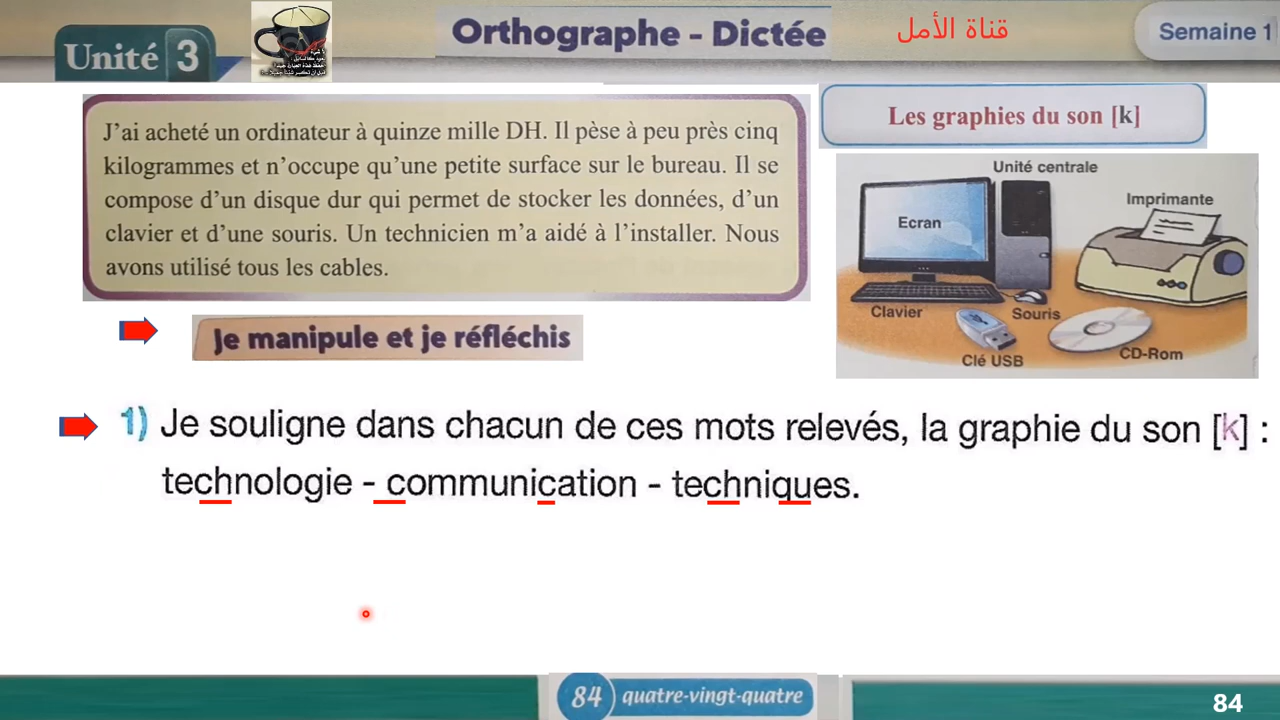 Unité 3
Orthographe - Dictée
قناة الأمل
Semaine 1
J'ai acheté un ordinateur à quinze mille DH. Il pèse à peu près cinq
kilogrammes et n'occupe qu'une petite surface sur le bureau. Il se
compose d'un disque dur qui permet de stocker les données, d'un
clavier et d'une souris. Un technicien m'a aidé à l'installer. Nous
avons utilisé tous les cables.
Les graphies du son [k]
Unité centrale
Imprimante
Ecran
Clavier
Souris
Clé USB
CD-Rom
Je manipule et je réfléchis
1) Je souligne dans chacun de ces mots relevés, la graphie du son [k] :
technologie - communication - techniques.
84 quatre-vingt-quatre
84